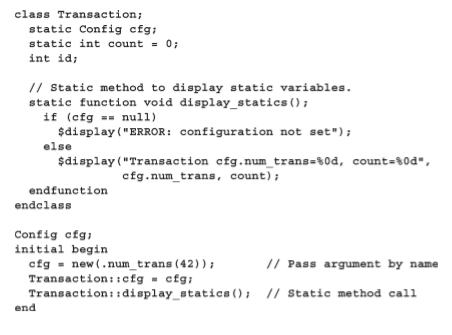 class Transaction;
  static Config cfg;
  static int count = 0;
  int id;

  // Static method to display static variables.
  static function void display_statics();
    if (cfg == null)
      $display("ERROR: configuration not set");
    else
      $display("Transaction cfg.num_trans=%0d, count=%0d",
               cfg.num_trans, count);
  endfunction
endclass

Config cfg;
initial begin
  cfg = new(.num_trans(42));       // Pass argument by name
  Transaction::cfg = cfg;
  Transaction::display_statics();  // Static method call
end